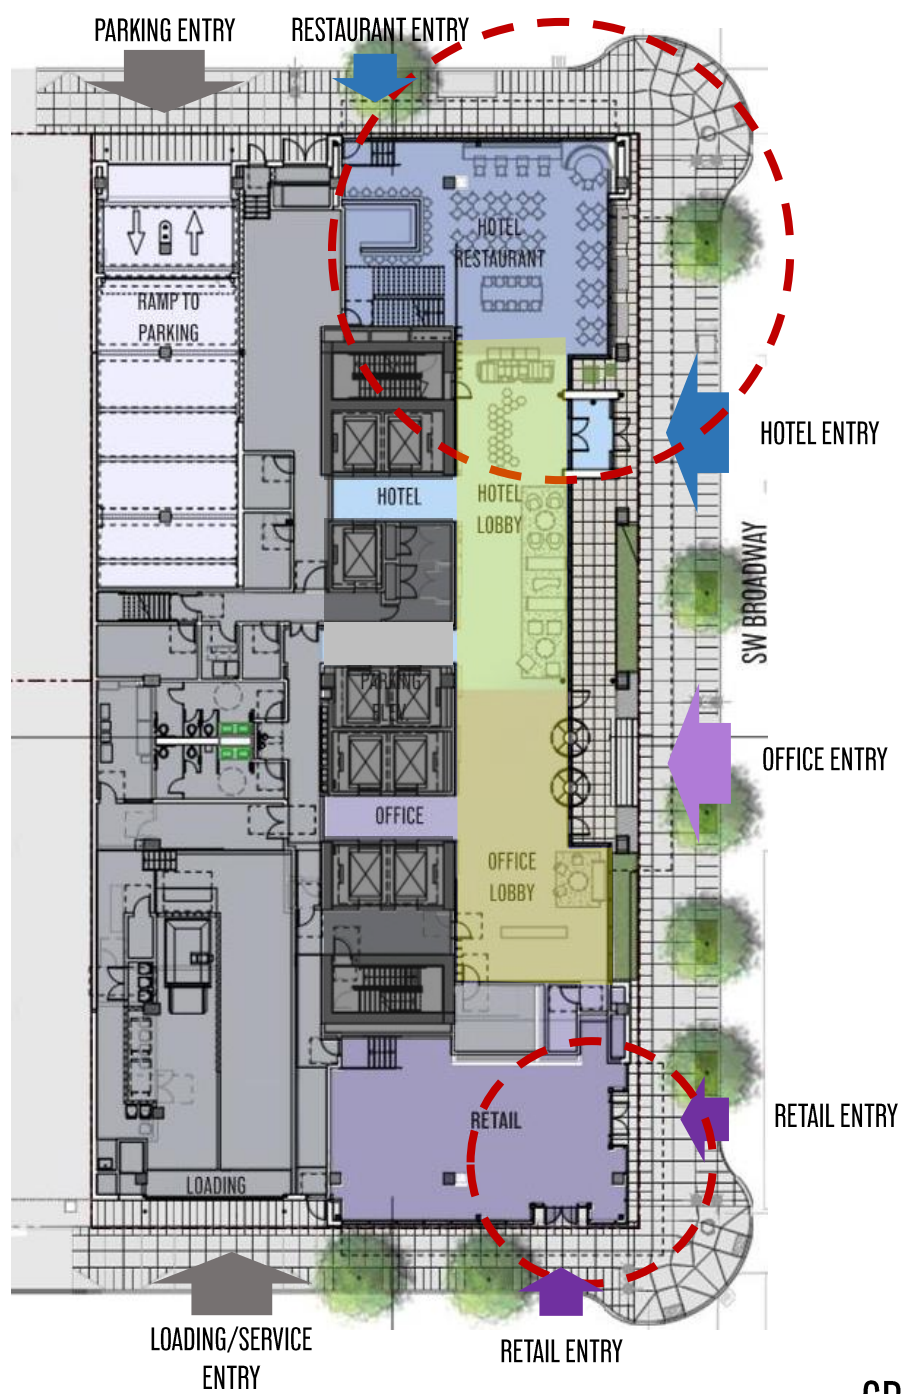 PARKING ENTRY
RESTAURANT ENTRY
HOTEL
RESTAURANT
RAMP TO
PARKING
HOTEL ENTRY
HOTEL
HOTEL
LOBBY
SW BROADWAY
PARKING
ELEV
OFFICE ENTRY
OFFICE
OFFICE
LOBBY
RETAIL
RETAIL ENTRY
LOADING
LOADING/SERVICE
ENTRY
RETAIL ENTRY